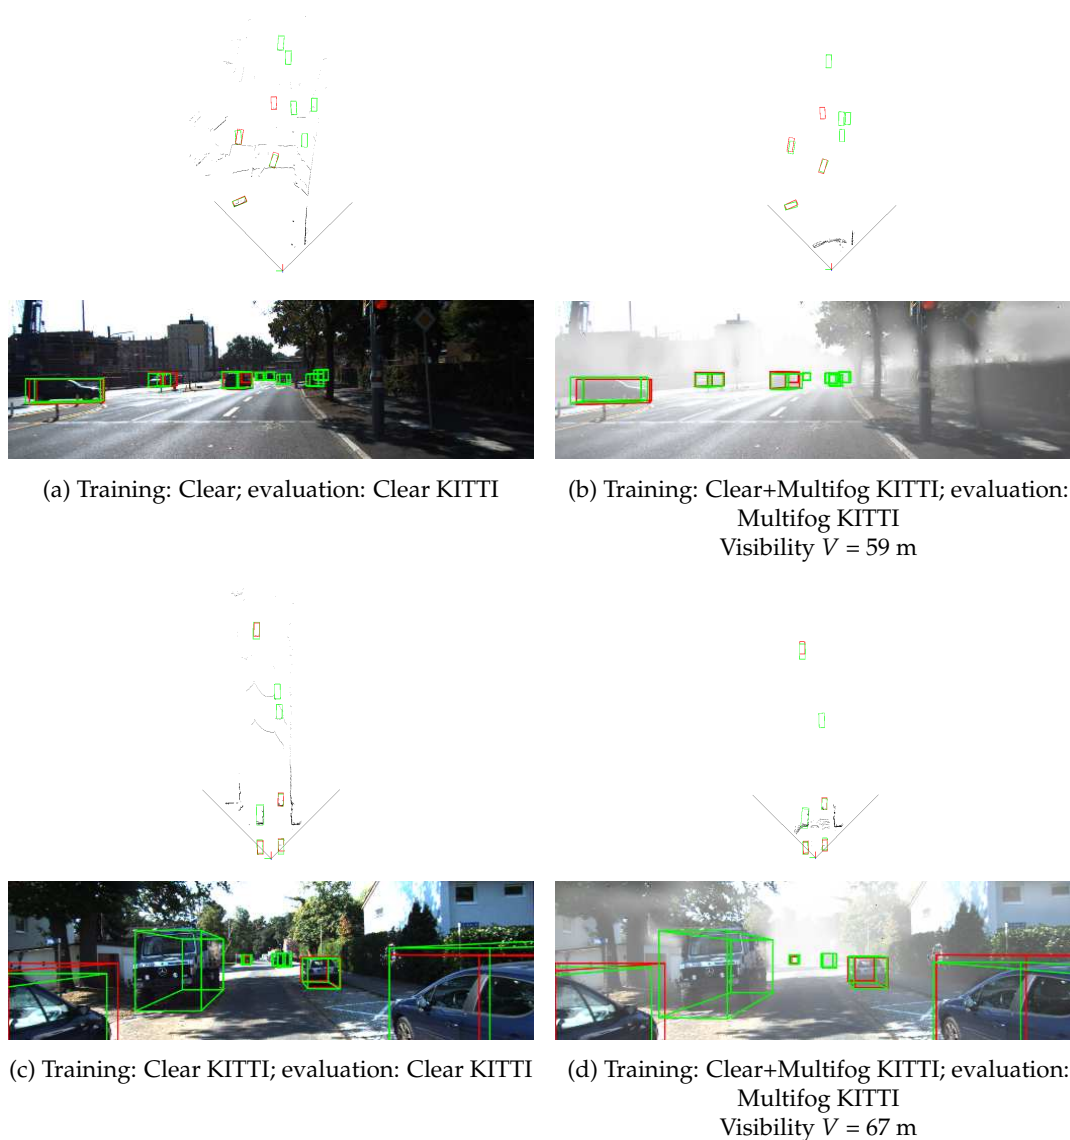 (a) Training: Clear; evaluation: Clear KITTI
(b) Training: Clear+Multifog KITTI; evaluation:
Multifog KITTI
Visibility V = 59 m
(c) Training: Clear KITTI; evaluation: Clear KITTI
(d) Training: Clear+Multifog KITTI; evaluation:
Multifog KITTI
Visibility V = 67 m